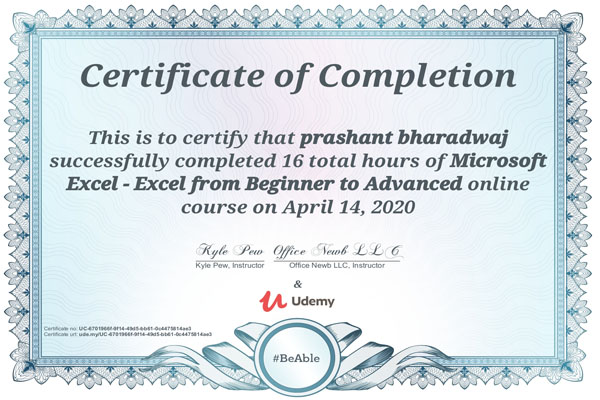 Certificate of Completion
This is to certify that prashant bharadwaj
successfully completed 16 total hours of Microsoft
Excel - Excel from Beginner to Advanced online
course on April 14, 2020
Kyle Pew Office Newb LLC
Kyle Pew, Instructor Office Newb LLC, Instructor
&
Udemy
Certificate no: UC-6701966f-9f14-49d5-bb61-0c4475814ae3
Certificate url: ude.my/UC-6701966f-9f14-49d5-bb61-0c4475814ae3
#BeAble